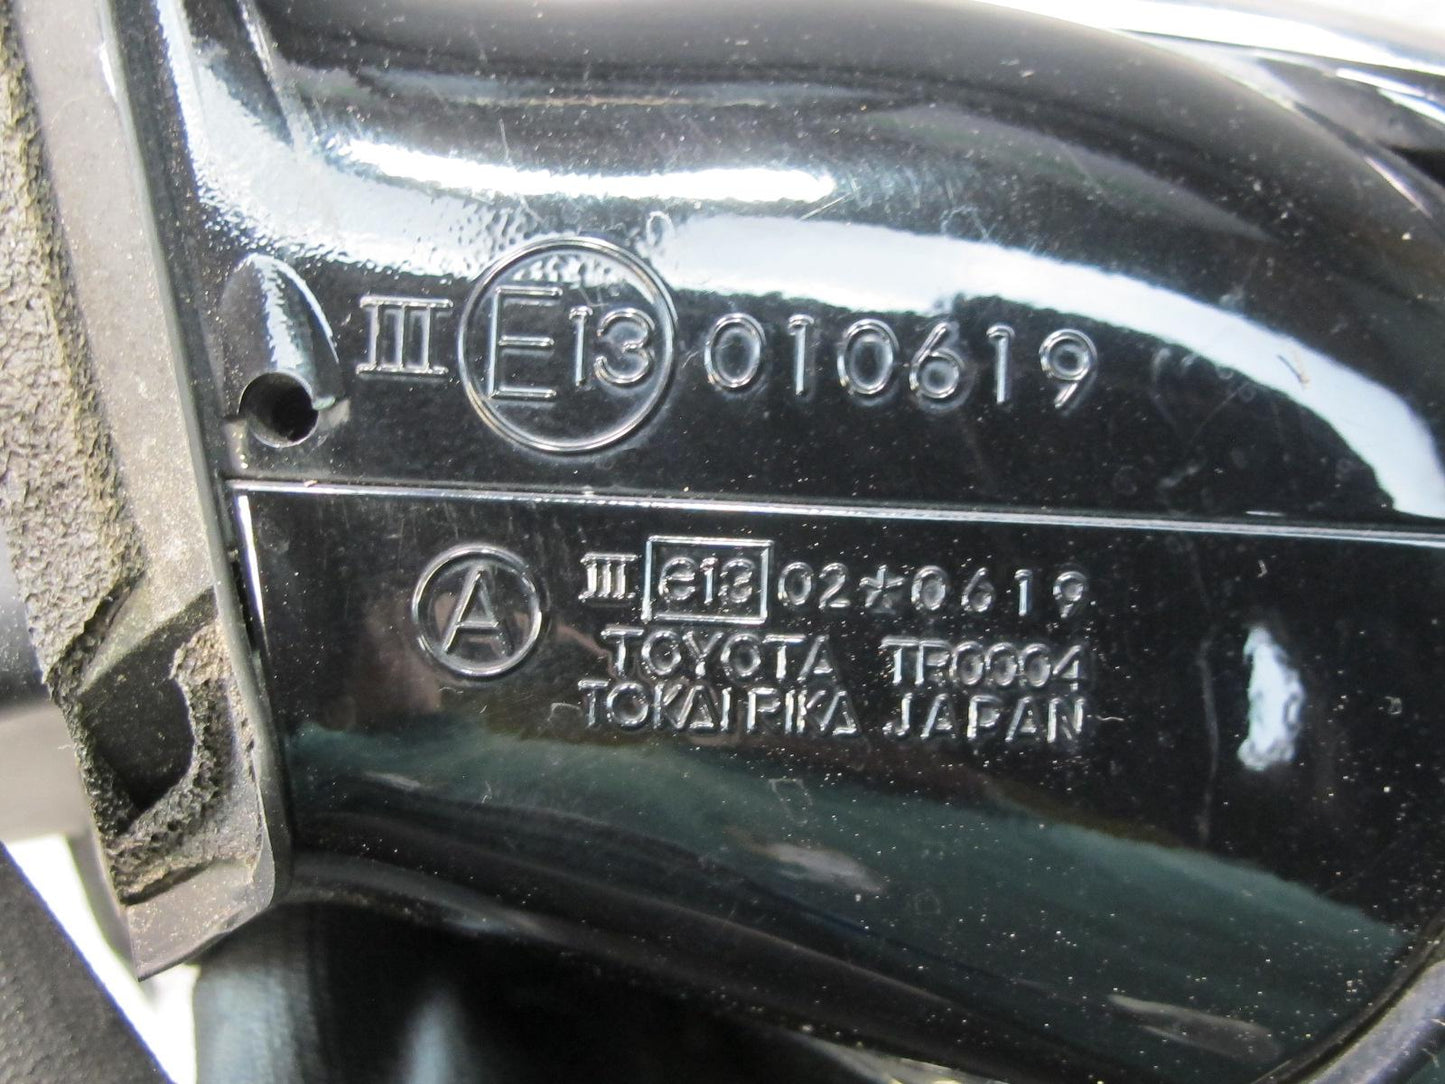 III E13 010619
A III e13 02★0619
TOYOTA TR0004
TOKAI RIKA JAPAN